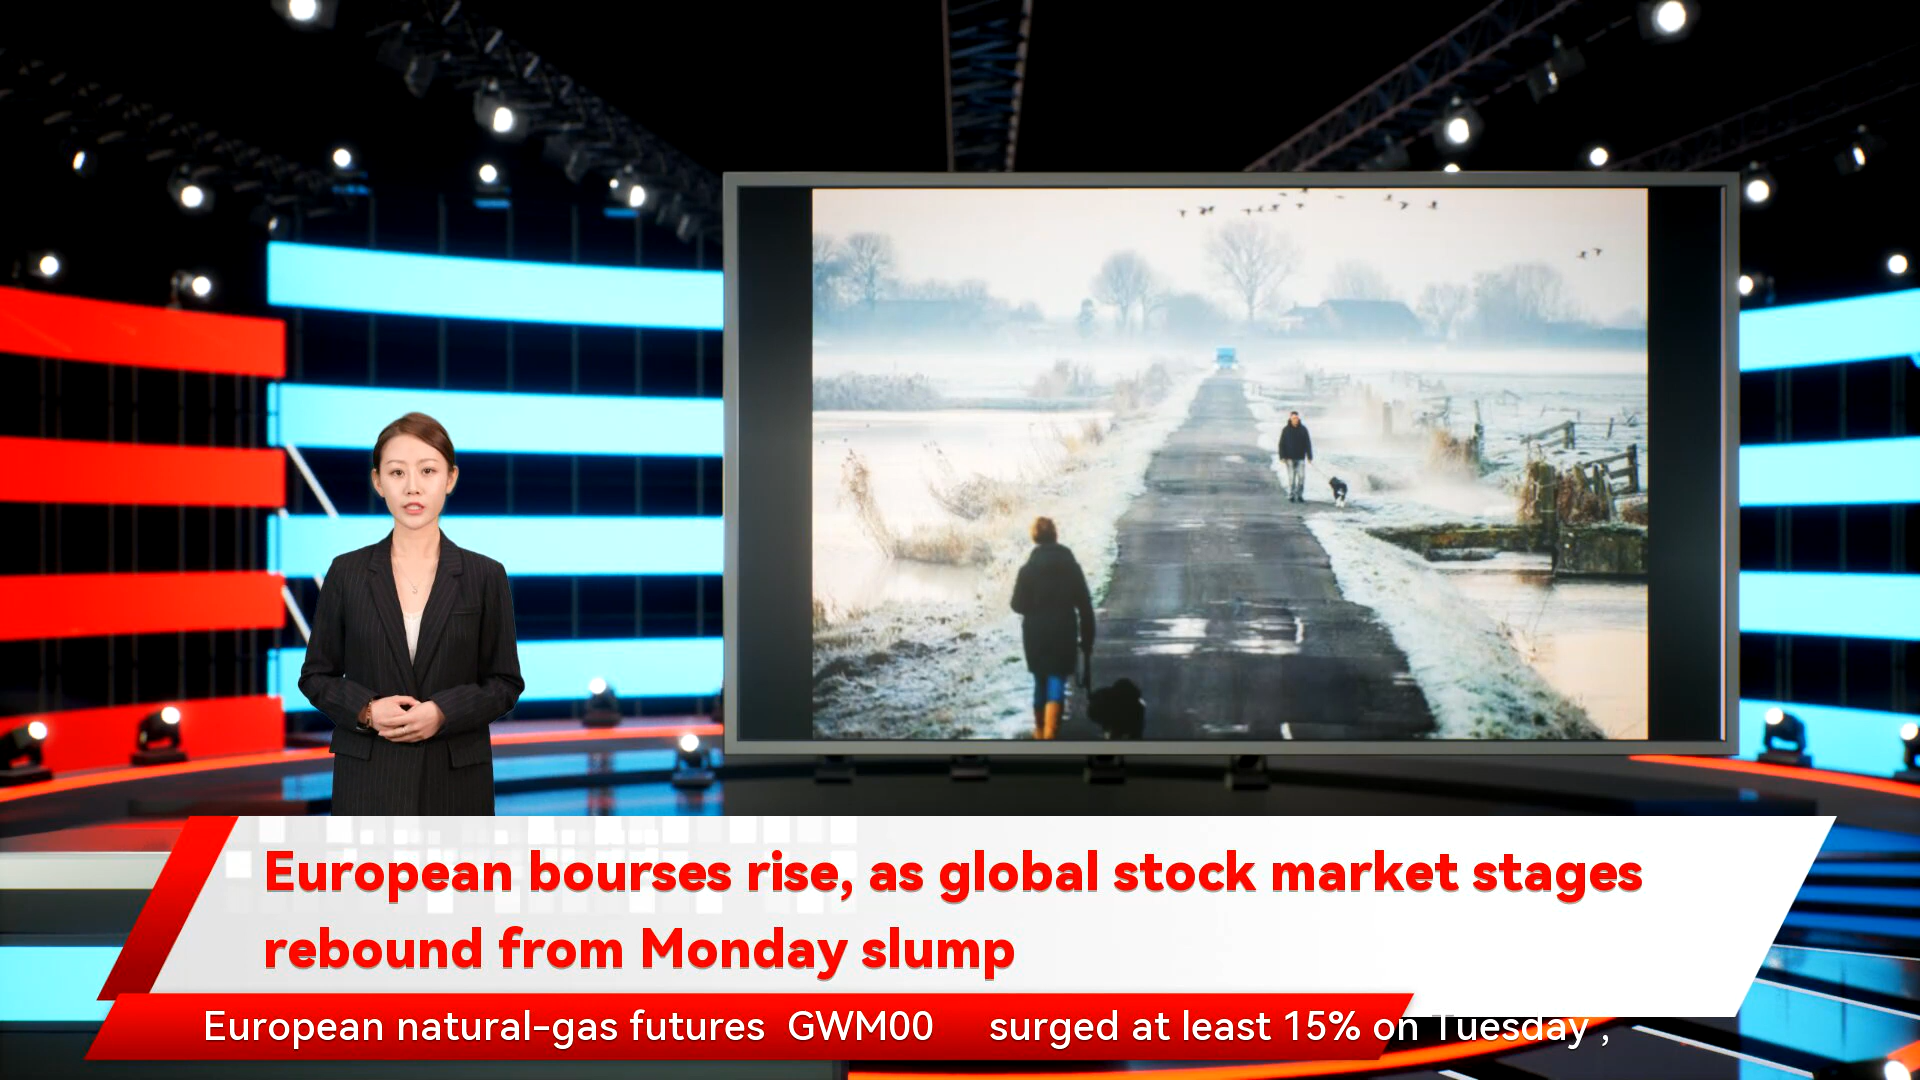 European bourses rise, as global stock market stages
rebound from Monday slump
European natural-gas futures GWM00 surged at least 15% on Tuesday ,